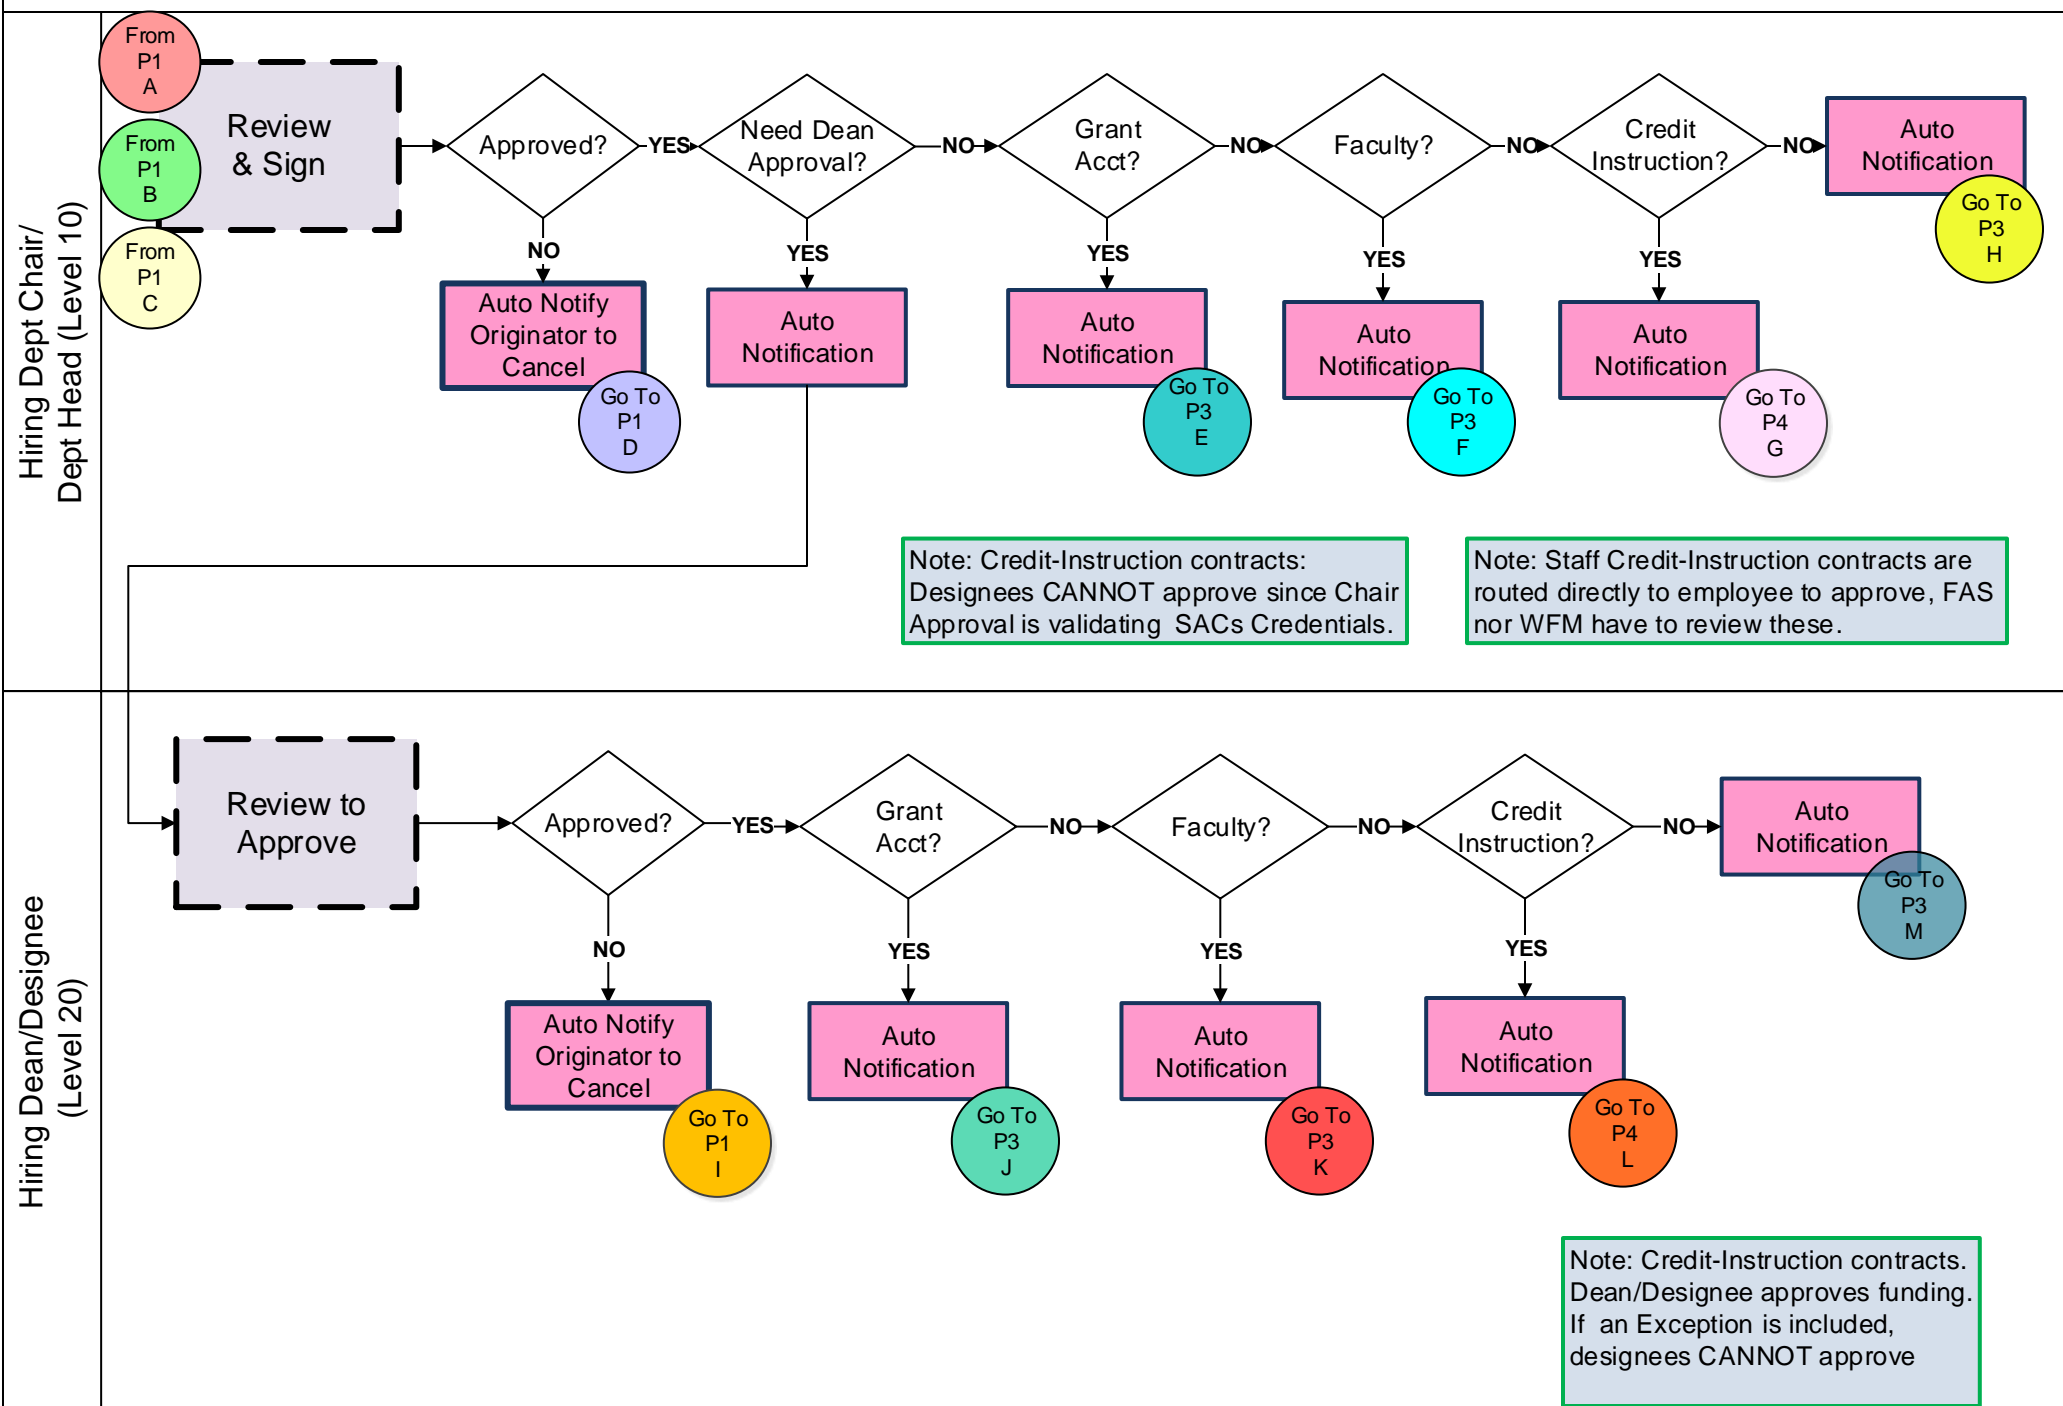 Hiring Dept Chair/
Dept Head (Level 10)
From
P1
A
From
P1
B
From
P1
C
Review
& Sign
Approved?
YES
Need Dean
Approval?
NO
Grant
Acct?
NO
Faculty?
NO
Credit
Instruction?
NO
Auto
Notification
Go To
P3
H
NO
Auto Notify
Originator to
Cancel
Go To
P1
D
YES
Auto
Notification
YES
Auto
Notification
Go To
P3
E
YES
Auto
Notification
Go To
P3
F
YES
Auto
Notification
Go To
P4
G
Note: Credit-Instruction contracts:
Designees CANNOT approve since Chair
Approval is validating  SACs Credentials.
Note: Staff Credit-Instruction contracts are
routed directly to employee to approve, FAS
nor WFM have to review these.
Hiring Dean/Designee
(Level 20)
Review to
Approve
Approved?
YES
Grant
Acct?
NO
Faculty?
NO
Credit
Instruction?
NO
Auto
Notification
Go To
P3
M
NO
Auto Notify
Originator to
Cancel
Go To
P1
I
YES
Auto
Notification
Go To
P3
J
YES
Auto
Notification
Go To
P3
K
YES
Auto
Notification
Go To
P4
L
Note: Credit-Instruction contracts.
Dean/Designee approves funding.
If  an Exception is included,
designees CANNOT approve